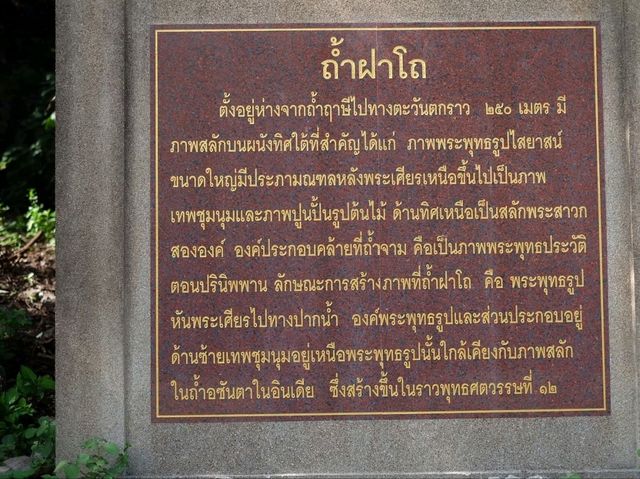 ถ้ำฝาโถ
ตั้งอยู่ห่างจากถ้ำฤาษีไปทางตะวันตกราว ๒๕๐ เมตร มี
ภาพสลักบนผนังทิศใต้ที่สำคัญได้แก่ ภาพพระพุทธรูปไสยาสน์
ขนาดใหญ่มีประภามณฑลหลังพระเศียรเหนือขึ้นไปเป็นภาพ
เทพชุมนุมและภาพปูนปั้นรูปต้นไม้ ด้านทิศเหนือเป็นสลักพระสาวก
สององค์ องค์ประกอบคล้ายที่ถ้ำจาม คือเป็นภาพพระพุทธประวัติ
ตอนปรินิพพาน ลักษณะการสร้างภาพที่ถ้ำฝาโถ คือ พระพุทธรูป
หันพระเศียรไปทางปากน้ำ องค์พระพุทธรูปและส่วนประกอบอยู่
ด้านซ้ายเทพชุมนุมอยู่เหนือพระพุทธรูปนั้นใกล้เคียงกับภาพสลัก
ในถ้ำอชันตาในอินเดีย ซึ่งสร้างขึ้นในราวพุทธศตวรรษที่ ๑๒